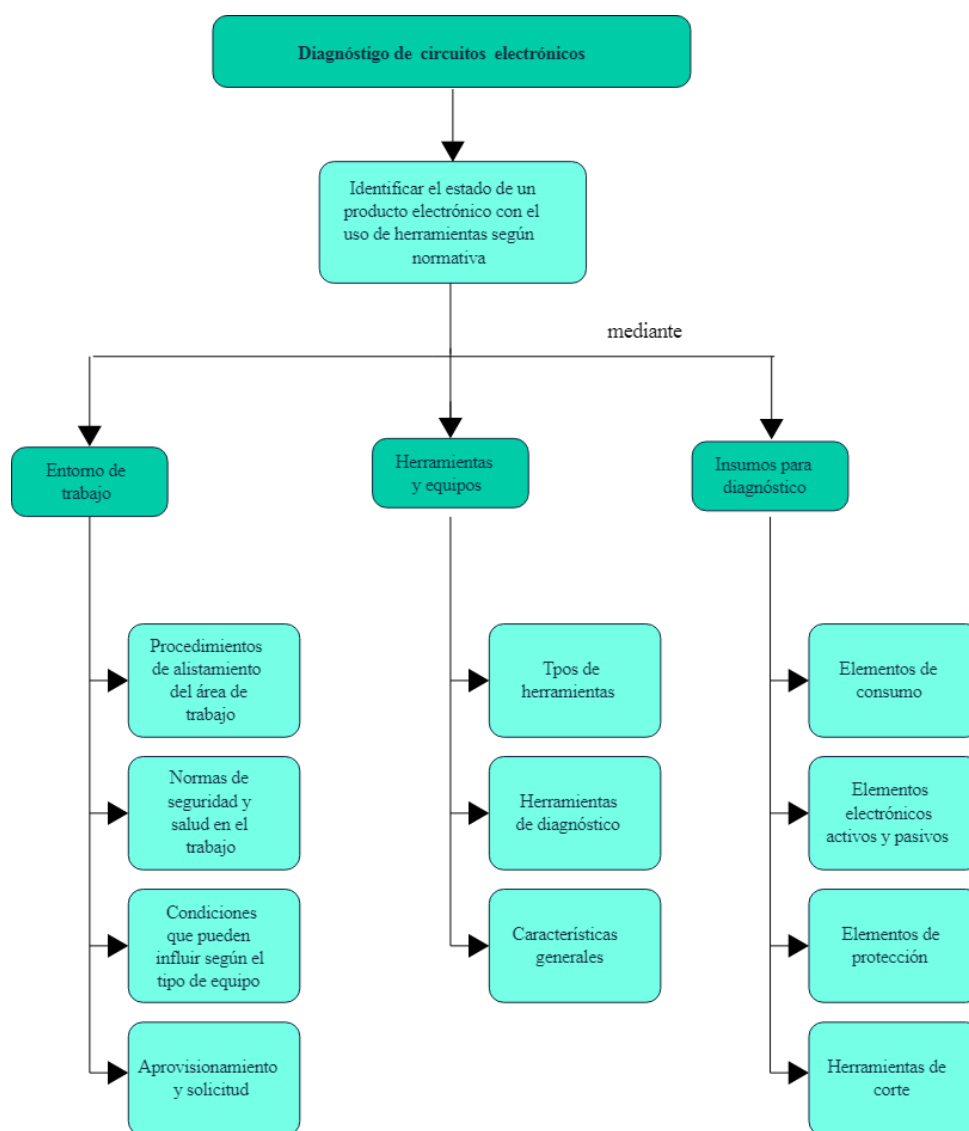 Diagnóstigo de circuitos electrónicos
Identificar el estado de un
producto electrónico con el
uso de herramientas según
normativa
mediante
Entorno de
trabajo
Herramientas
y equipos
Insumos para
diagnóstico
Procedimientos
de alistamiento
del área de
trabajo
Normas de
seguridad y
salud en el
trabajo
Condiciones
que pueden
influir según el
tipo de equipo
Aprovisionamiento
y solicitud
Tpos de
herramientas
Herramientas
de diagnóstico
Características
generales
Elementos de
consumo
Elementos
electrónicos
activos y pasivos
Elementos de
protección
Herramientas de
corte